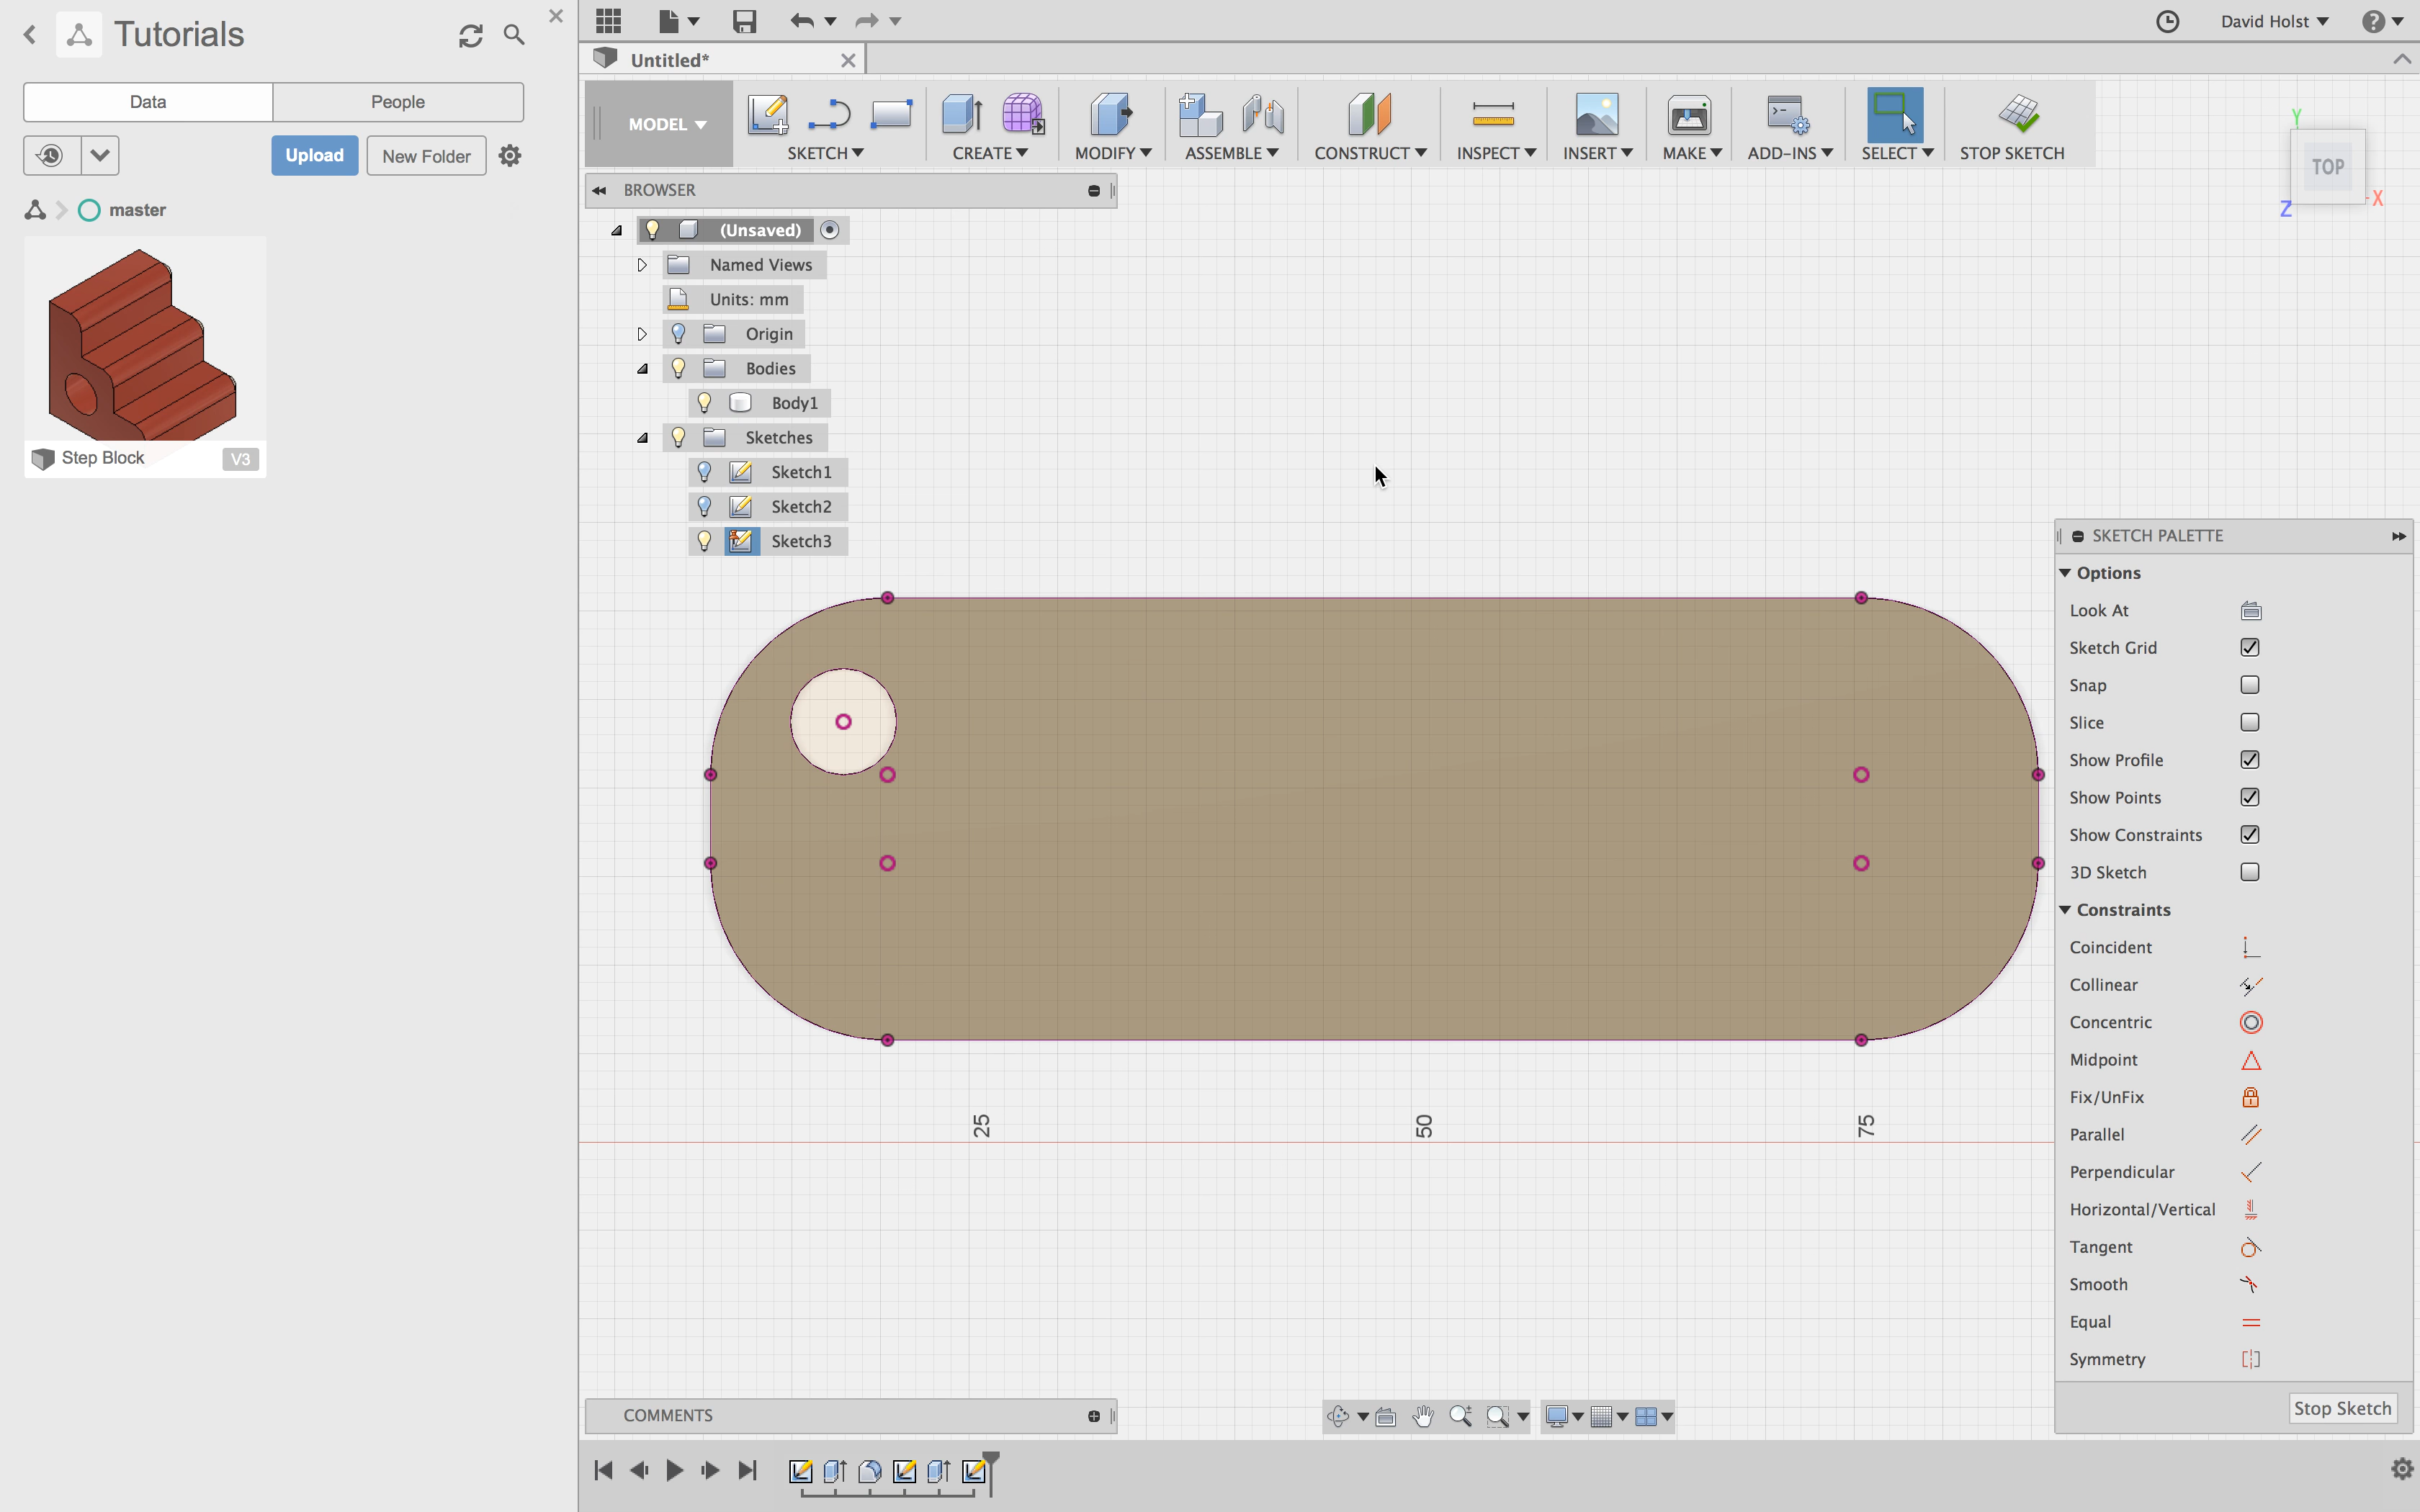 Tutorials
Data People
Upload New Folder
master
Step Block V3
David Holst
Untitled*
MODEL SKETCH CREATE MODIFY ASSEMBLE CONSTRUCT INSPECT INSERT MAKE ADD-INS SELECT STOP SKETCH
Y
TOP
X
Z
BROWSER
(Unsaved)
Named Views
Units: mm
Origin
Bodies
Body1
Sketches
Sketch1
Sketch2
Sketch3
25 50 75
SKETCH PALETTE
Options
Look At
Sketch Grid
Snap
Slice
Show Profile
Show Points
Show Constraints
3D Sketch
Constraints
Coincident
Collinear
Concentric
Midpoint
Fix/UnFix
Parallel
Perpendicular
Horizontal/Vertical
Tangent
Smooth
Equal
Symmetry
Stop Sketch
COMMENTS